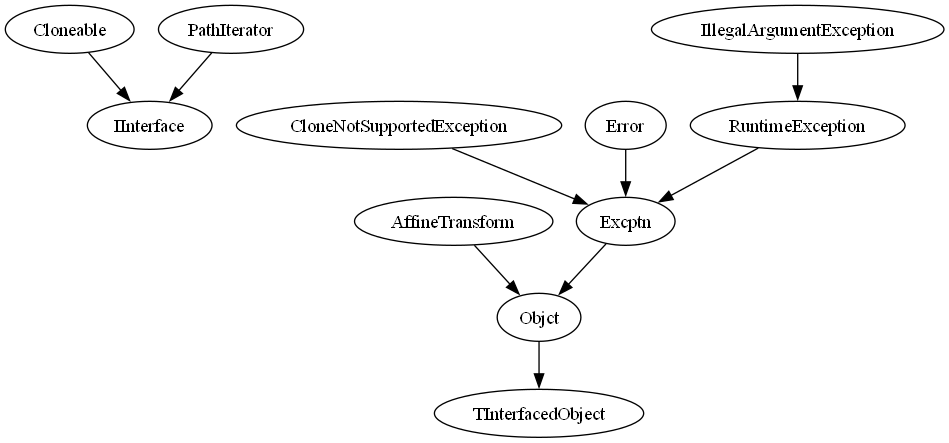 Cloneable
PathIterator
IllegalArgumentException
IInterface
CloneNotSupportedException
Error
RuntimeException
AffineTransform
Excptn
Objct
TInterfacedObject